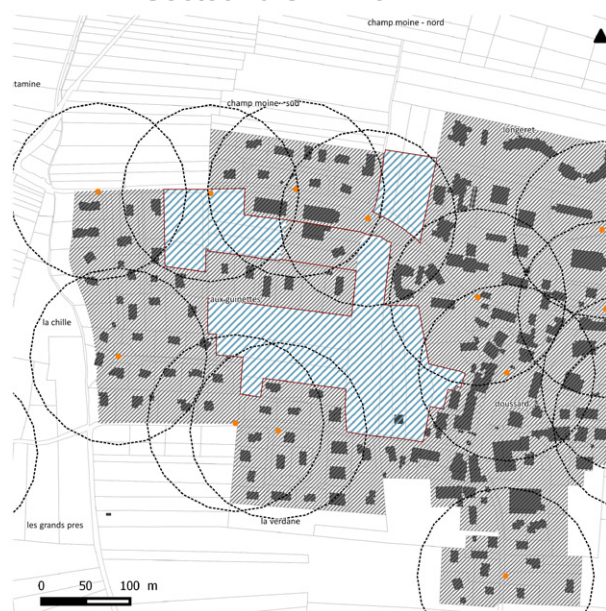 champ moine - nord
tamine
champ moine - sud
longeret
aux guinettes
la chille
doussard
la verdane
les grands pres
0 50 100 m